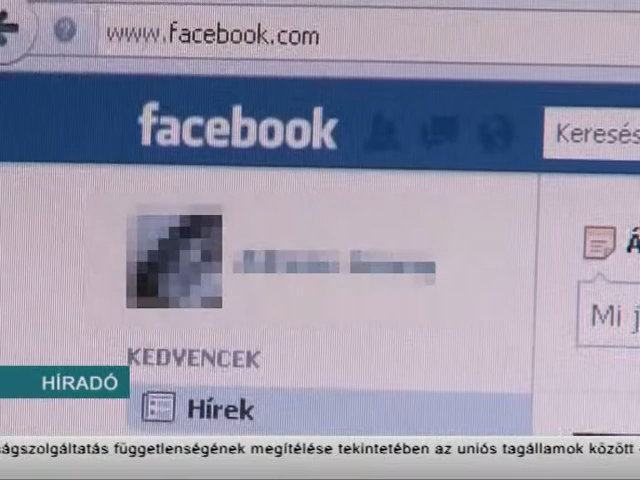 www.facebook.com
facebook
Keresés
Mi j
KEDVENCEK
HÍRADÓ
Hírek
ágszolgáltatás függetlenségének megítélése tekintetében az uniós tagállamok között